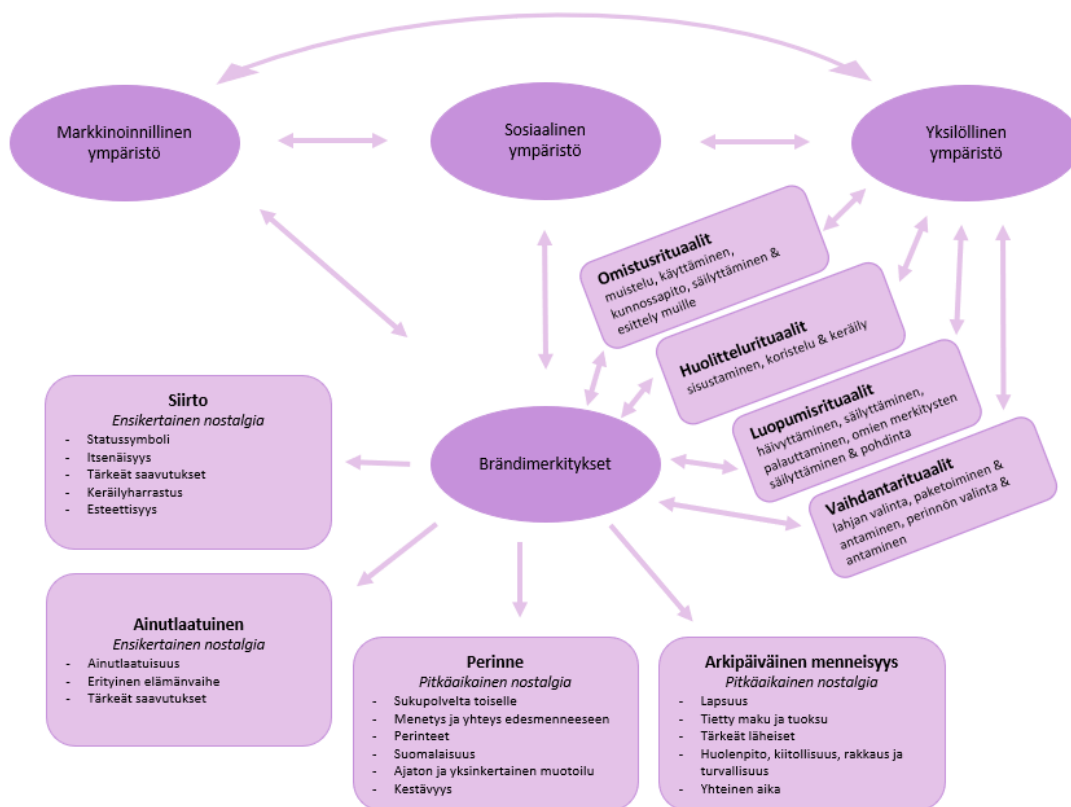 Markkinoinnillinen
ympäristö
Sosiaalinen
ympäristö
Yksilöllinen
ympäristö
Omistusrituaalit
muistelu, käyttäminen,
kunnossapito, säilyttäminen &
esittely muille
Huolittelurituaalit
sisustaminen, koristelu & keräily
Luopumisrituaalit
häivyttäminen, säilyttäminen,
palauttaminen, omien merkitysten
säilyttäminen & pohdinta
Vaihdantarituaalit
lahjan valinta, paketoiminen &
antaminen, perinnön valinta &
antaminen
Brändimerkitykset
Siirto
Ensikertainen nostalgia
- Statussymboli
- Itsenäisyys
- Tärkeät saavutukset
- Keräilyharrastus
- Esteettisyys
Ainutlaatuinen
Ensikertainen nostalgia
- Ainutlaatuisuus
- Erityinen elämänvaihe
- Tärkeät saavutukset
Perinne
Pitkäaikainen nostalgia
- Sukupolvelta toiselle
- Menetys ja yhteys edesmenneeseen
- Perinteet
- Suomalaisuus
- Ajaton ja yksinkertainen muotoilu
- Kestävyys
Arkipäiväinen menneisyys
Pitkäaikainen nostalgia
- Lapsuus
- Tietty maku ja tuoksu
- Tärkeät läheiset
- Huolenpito, kiitollisuus, rakkaus ja
turvallisuus
- Yhteinen aika